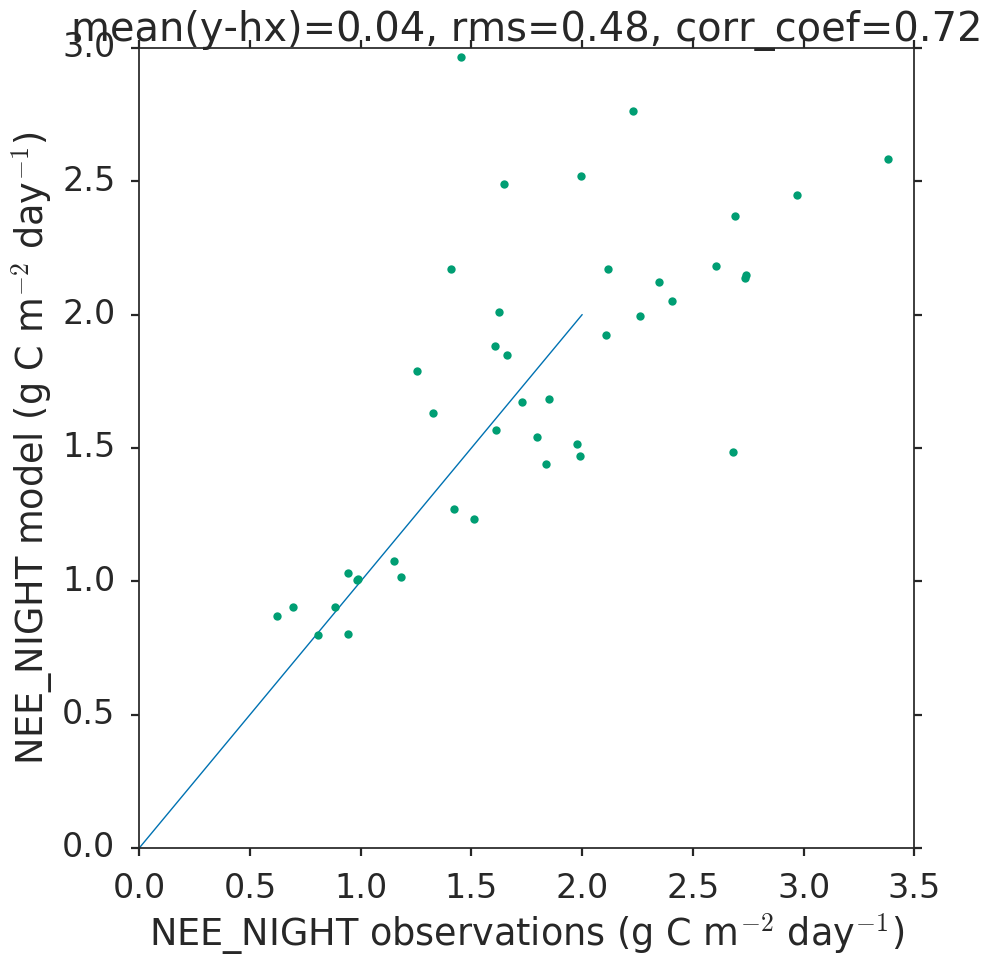 mean(y-hx)=0.04, rms=0.48, corr_coef=0.72
3.0
2.5
2.0
1.5
1.0
0.5
0.0
NEE_NIGHT model (g C m⁻² day⁻¹)
0.0 0.5 1.0 1.5 2.0 2.5 3.0 3.5
NEE_NIGHT observations (g C m⁻² day⁻¹)